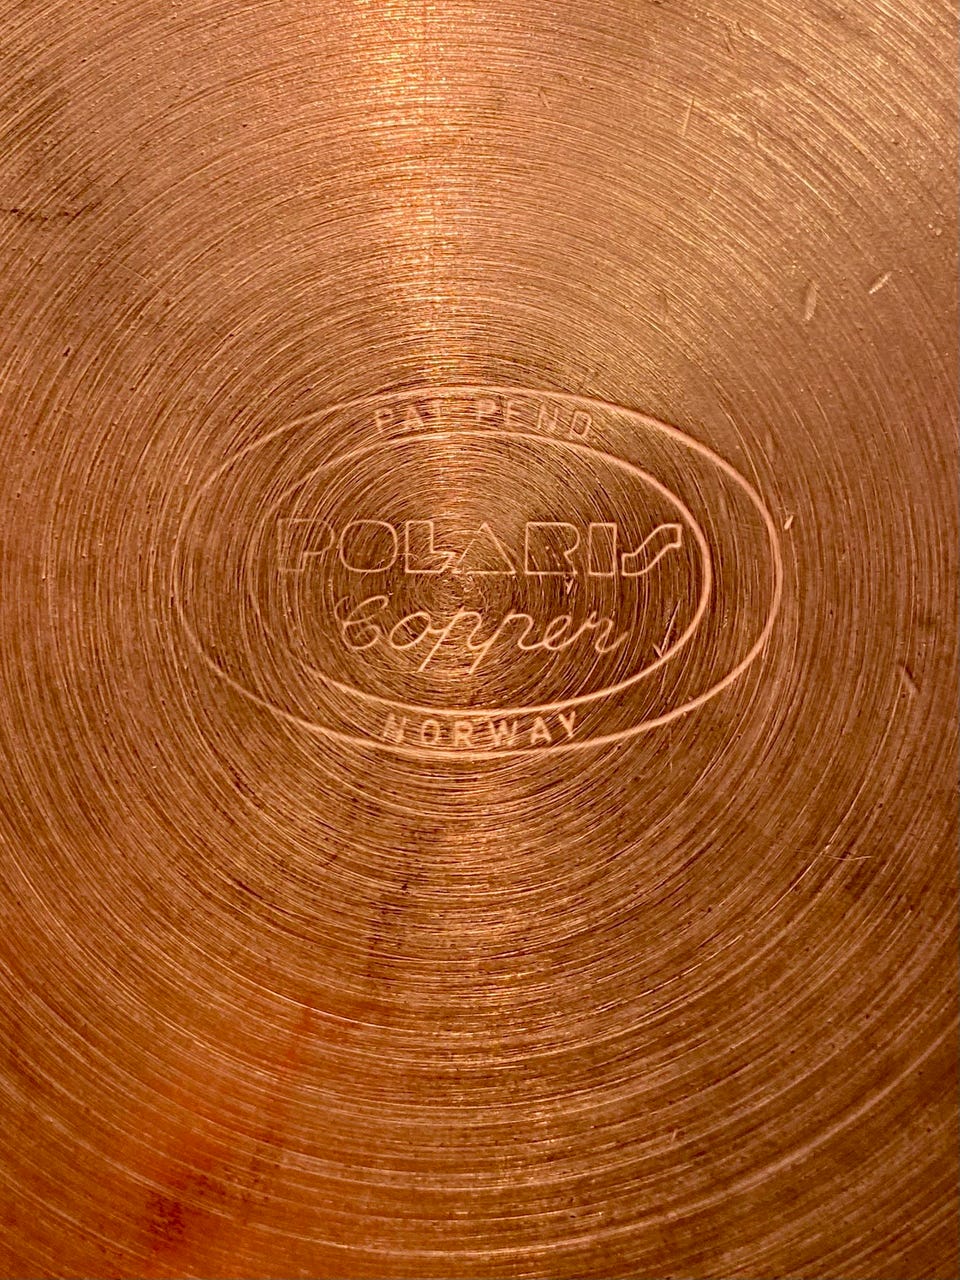 PAT PEND
POLARIS
Copper
NORWAY